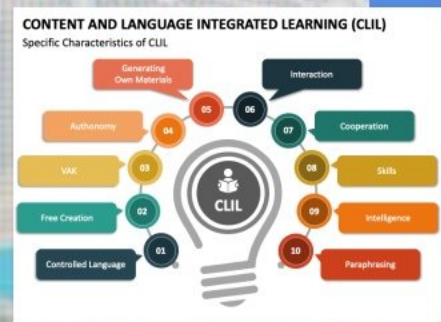 CONTENT AND LANGUAGE INTEGRATED LEARNING (CLIL)
Specific Characteristics of CLIL
Generating
Own Materials
Interaction
05
06
Authonomy
04
07
Cooperation
VAK
03
08
Skills
CLIL
Free Creation
02
09
Intelligence
Controlled Language
01
10
Paraphrasing